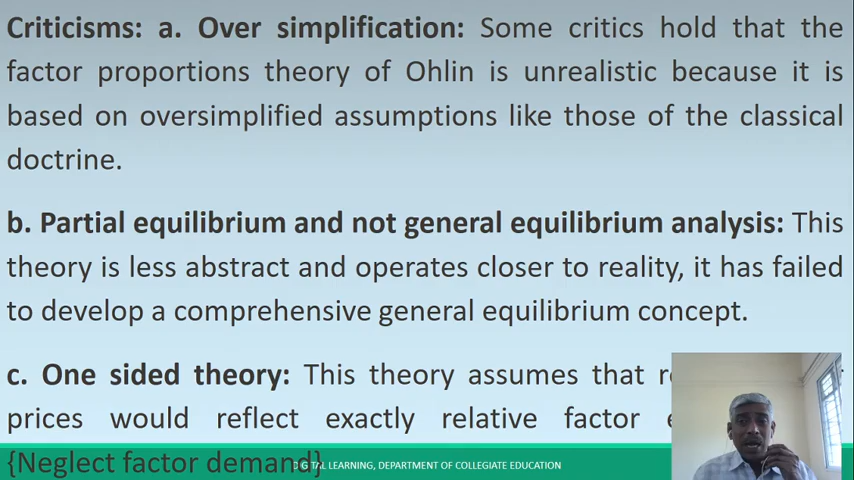 Criticisms: a. Over simplification: Some critics hold that the
factor proportions theory of Ohlin is unrealistic because it is
based on oversimplified assumptions like those of the classical
doctrine.
b. Partial equilibrium and not general equilibrium analysis: This
theory is less abstract and operates closer to reality, it has failed
to develop a comprehensive general equilibrium concept.
c. One sided theory: This theory assumes that
prices would reflect exactly relative factor
{Neglect factor demand}
DIGITAL LEARNING, DEPARTMENT OF COLLEGIATE EDUCATION